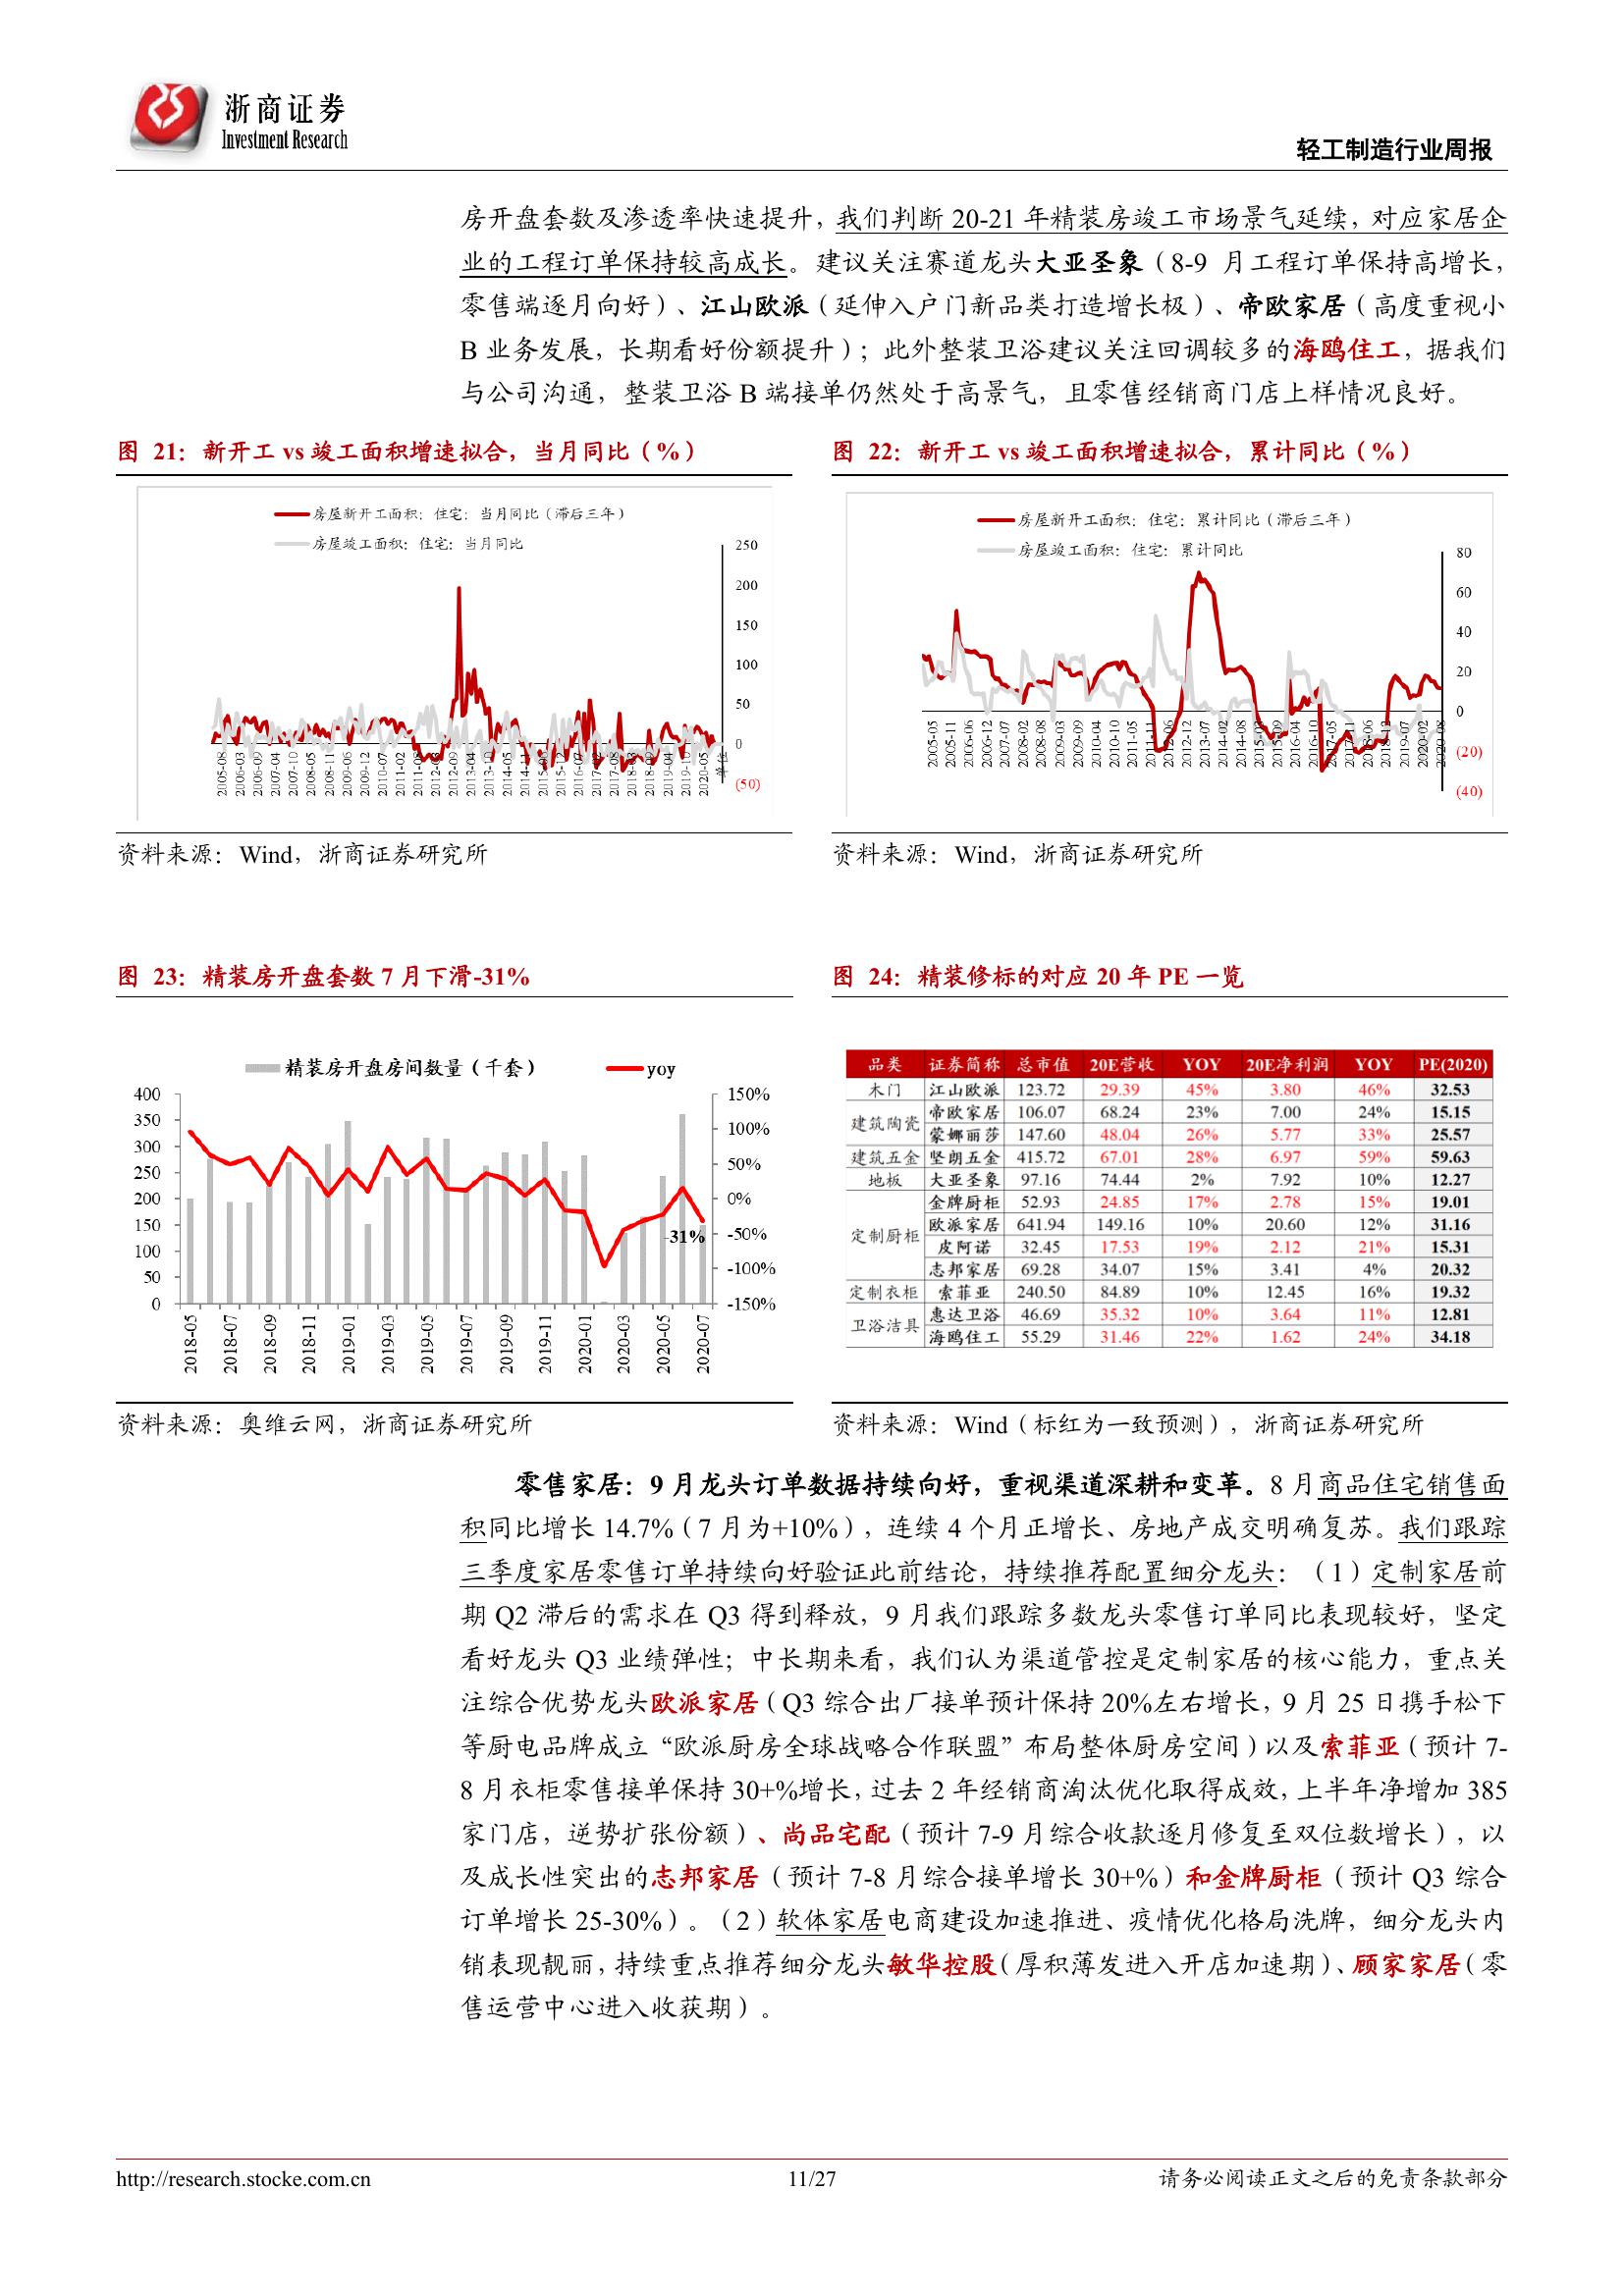 浙商证券
Investment Research
轻工制造行业周报
房开盘套数及渗透率快速提升，我们判断 20-21 年精装房竣工市场景气延续，对应家居企
业的工程订单保持较高成长。建议关注赛道龙头大亚圣象（8-9 月工程订单保持高增长，
零售端逐月向好）、江山欧派（延伸入户门新品类打造增长极）、帝欧家居（高度重视小
B 业务发展，长期看好份额提升）；此外整装卫浴建议关注回调较多的海鸥住工，据我们
与公司沟通，整装卫浴 B 端接单仍然处于高景气，且零售经销商门店上样情况良好。
图 21：新开工 vs 竣工面积增速拟合，当月同比（%）
房屋新开工面积：住宅：当月同比（滞后三年）
房屋竣工面积：住宅：当月同比
250
200
150
100
50
0
(50)
2005-08 2006-03 2006-09 2007-04 2007-10 2008-05 2008-11 2009-06 2009-12 2010-07 2011-02 2011-08 2012-03 2012-09 2013-04 2013-10 2014-05 2014-11 2015-06 2015-12 2016-07 2017-02 2017-08 2018-03 2018-09 2019-04 2019-10 2020-05 单位
资料来源：Wind，浙商证券研究所
图 22：新开工 vs 竣工面积增速拟合，累计同比（%）
房屋新开工面积：住宅：累计同比（滞后三年）
房屋竣工面积：住宅：累计同比
80
60
40
20
0
(20)
(40)
2005-05 2005-11 2006-06 2006-12 2007-07 2008-02 2008-08 2009-03 2009-09 2010-04 2010-10 2011-05 2011-11 2012-06 2012-12 2013-07 2014-02 2014-08 2015-03 2015-09 2016-04 2016-10 2017-05 2017-11 2018-06 2018-12 2019-07 2020-02 2020-08
资料来源：Wind，浙商证券研究所
图 23：精装房开盘套数 7 月下滑-31%
精装房开盘房间数量（千套） yoy
400 150%
350 100%
300 50%
250 0%
200 -50%
150 -100%
100 -150%
50
0
-31%
2018-05 2018-07 2018-09 2018-11 2019-01 2019-03 2019-05 2019-07 2019-09 2019-11 2020-01 2020-03 2020-05 2020-07
资料来源：奥维云网，浙商证券研究所
图 24：精装修标的对应 20 年 PE 一览
品类 证券简称 总市值 20E营收 YOY 20E净利润 YOY PE(2020)
木门 江山欧派 123.72 29.39 45% 3.80 46% 32.53
建筑陶瓷 帝欧家居 106.07 68.24 23% 7.00 24% 15.15
蒙娜丽莎 147.60 48.04 26% 5.77 33% 25.57
建筑五金 坚朗五金 415.72 67.01 28% 6.97 59% 59.63
地板 大亚圣象 97.16 74.44 2% 7.92 10% 12.27
定制厨柜 金牌厨柜 52.93 24.85 17% 2.78 15% 19.01
欧派家居 641.94 149.16 10% 20.60 12% 31.16
皮阿诺 32.45 17.53 19% 2.12 21% 15.31
志邦家居 69.28 34.07 15% 3.41 4% 20.32
定制衣柜 索菲亚 240.50 84.89 10% 12.45 16% 19.32
卫浴洁具 惠达卫浴 46.69 35.32 10% 3.64 11% 12.81
海鸥住工 55.29 31.46 22% 1.62 24% 34.18
资料来源：Wind（标红为一致预测），浙商证券研究所
零售家居：9 月龙头订单数据持续向好，重视渠道深耕和变革。8 月商品住宅销售面
积同比增长 14.7%（7 月为+10%），连续 4 个月正增长、房地产成交明确复苏。我们跟踪
三季度家居零售订单持续向好验证此前结论，持续推荐配置细分龙头：（1）定制家居前
期 Q2 滞后的需求在 Q3 得到释放，9 月我们跟踪多数龙头零售订单同比表现较好，坚定
看好龙头 Q3 业绩弹性；中长期来看，我们认为渠道管控是定制家居的核心能力，重点关
注综合优势龙头欧派家居（Q3 综合出厂接单预计保持 20%左右增长，9 月 25 日携手松下
等厨电品牌成立“欧派厨房全球战略合作联盟”布局整体厨房空间）以及索菲亚（预计 7-
8 月衣柜零售接单保持 30+%增长，过去 2 年经销商淘汰优化取得成效，上半年净增加 385
家门店，逆势扩张份额）、尚品宅配（预计 7-9 月综合收款逐月修复至双位数增长），以
及成长性突出的志邦家居（预计 7-8 月综合接单增长 30+%）和金牌厨柜（预计 Q3 综合
订单增长 25-30%）。（2）软体家居电商建设加速推进、疫情优化格局洗牌，细分龙头内
销表现靓丽，持续重点推荐细分龙头敏华控股（厚积薄发进入开店加速期）、顾家家居（零
售运营中心进入收获期）。
http://research.stocke.com.cn
11/27
请务必阅读正文之后的免责条款部分